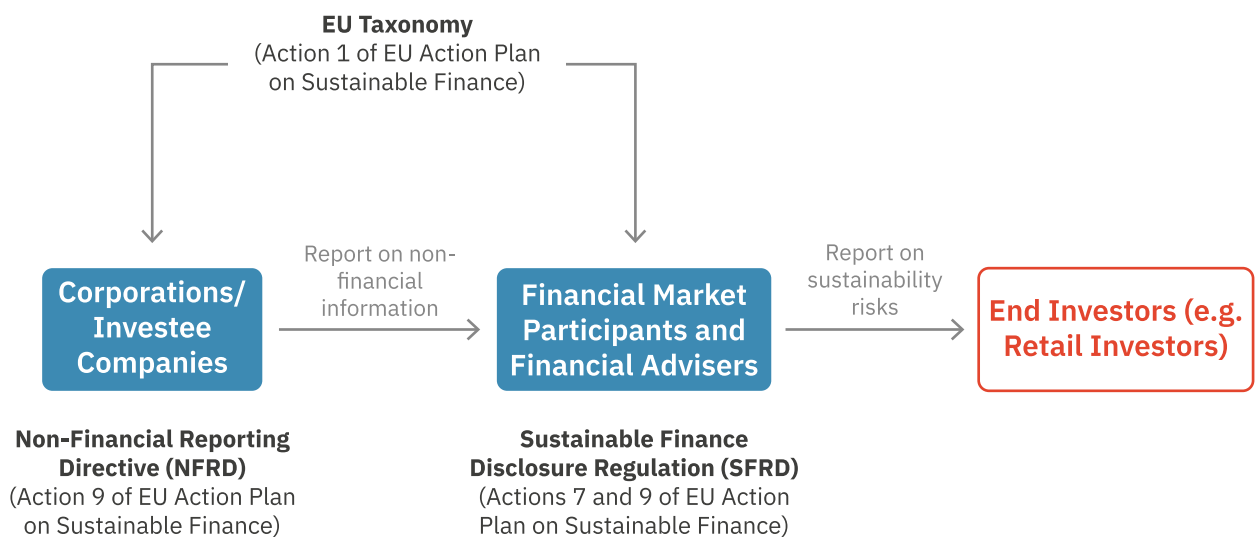 EU Taxonomy
(Action 1 of EU Action Plan
on Sustainable Finance)
Corporations/
Investee
Companies
Report on non-
financial
information
Financial Market
Participants and
Financial Advisers
Report on
sustainability
risks
End Investors (e.g.
Retail Investors)
Non-Financial Reporting
Directive (NFRD)
(Action 9 of EU Action Plan
on Sustainable Finance)
Sustainable Finance
Disclosure Regulation (SFRD)
(Actions 7 and 9 of EU Action
Plan on Sustainable Finance)